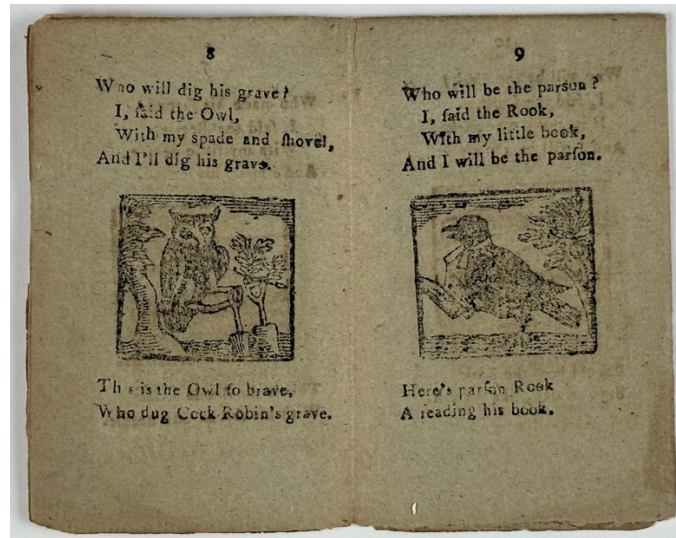 8
Who will dig his grave?
I, ſaid the Owl,
With my spade and ſhovel,
And I'll dig his grave.
This is the Owl ſo brave,
Who dug Cock Robin's grave.
9
Who will be the parson?
I, ſaid the Rook,
With my little book,
And I will be the parſon.
Here's parſon Rook
A reading his book.